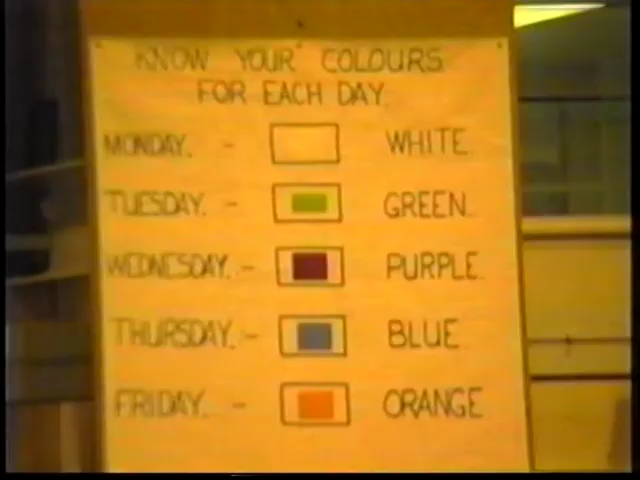 KNOW YOUR COLOURS
FOR EACH DAY.
MONDAY. - WHITE.
TUESDAY. - GREEN.
WEDNESDAY. - PURPLE.
THURSDAY. - BLUE
FRIDAY. - ORANGE